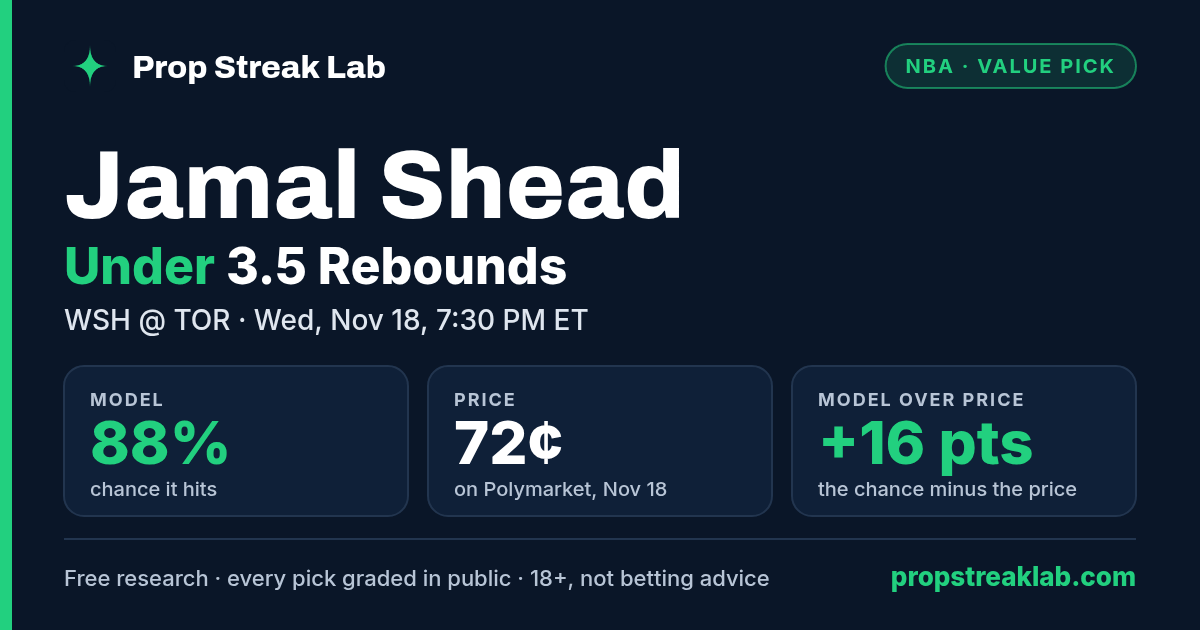 Prop Streak Lab
NBA · VALUE PICK
Jamal Shead
Under 3.5 Rebounds
WSH @ TOR · Wed, Nov 18, 7:30 PM ET
MODEL
88%
chance it hits
PRICE
72¢
on Polymarket, Nov 18
MODEL OVER PRICE
+16 pts
the chance minus the price
Free research · every pick graded in public · 18+, not betting advice
propstreaklab.com